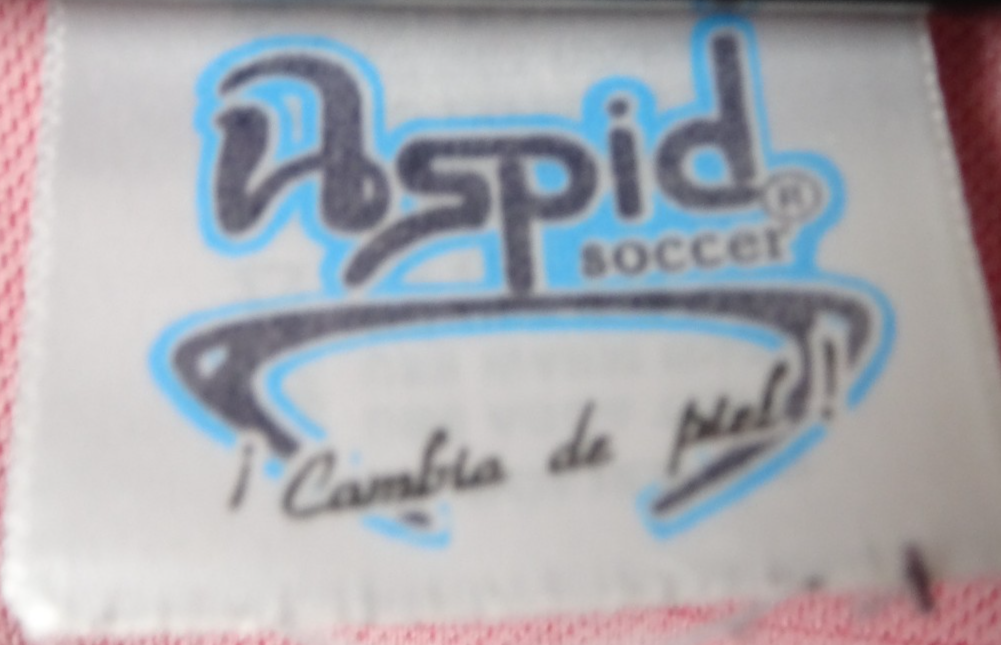 Aspid®
soccer
¡Cambia de piel!